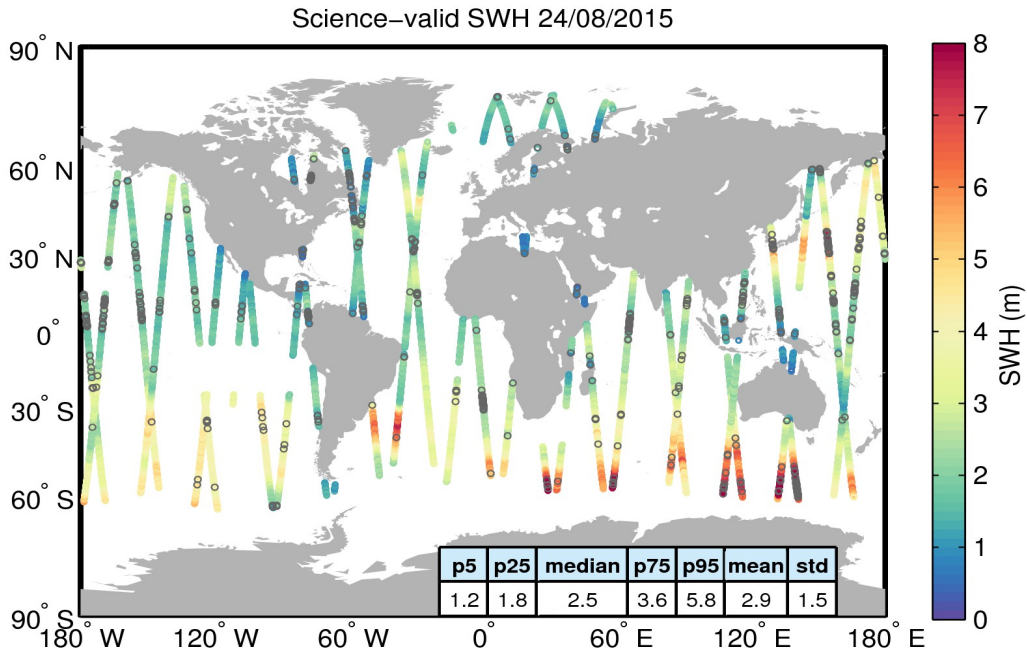 Science−valid SWH 24/08/2015
90° N
60° N
30° N
0°
30° S
60° S
90° S
180° W
120° W
60° W
0°
60° E
120° E
180° E
p5 p25 median p75 p95 mean std
1.2 1.8 2.5 3.6 5.8 2.9 1.5
8
7
6
5
4
3
2
1
0
SWH (m)